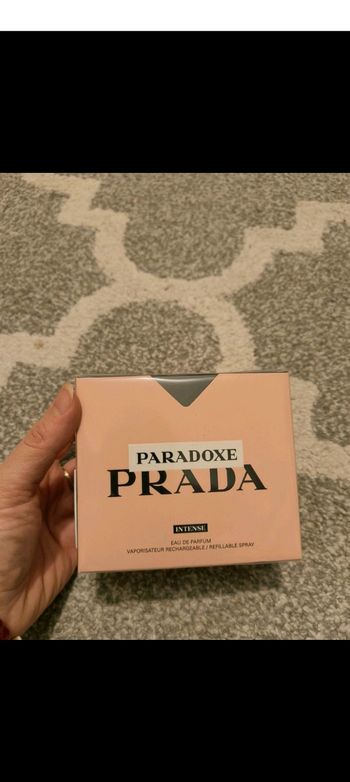 PARADOXE
PRADA
INTENSE
EAU DE PARFUM
VAPORISATEUR RECHARGEABLE / REFILLABLE SPRAY